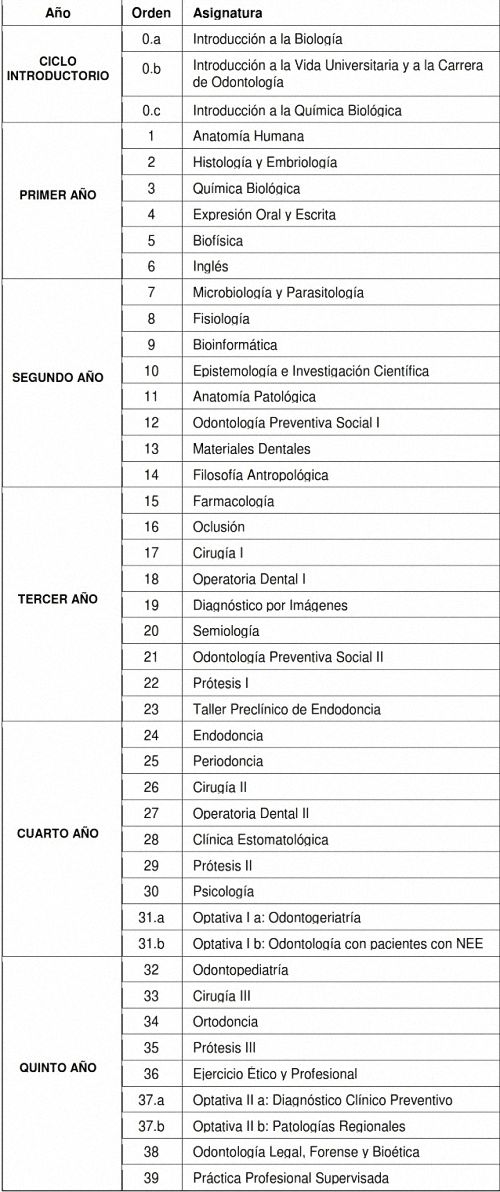 Año Orden Asignatura
CICLO INTRODUCTORIO
0.a Introducción a la Biología
0.b Introducción a la Vida Universitaria y a la Carrera
de Odontología
0.c Introducción a la Química Biológica
PRIMER AÑO
1 Anatomía Humana
2 Histología y Embriología
3 Química Biológica
4 Expresión Oral y Escrita
5 Biofísica
6 Inglés
SEGUNDO AÑO
7 Microbiología y Parasitología
8 Fisiología
9 Bioinformática
10 Epistemología e Investigación Científica
11 Anatomía Patológica
12 Odontología Preventiva Social I
13 Materiales Dentales
14 Filosofía Antropológica
TERCER AÑO
15 Farmacología
16 Oclusión
17 Cirugía I
18 Operatoria Dental I
19 Diagnóstico por Imágenes
20 Semiología
21 Odontología Preventiva Social II
22 Prótesis I
23 Taller Preclínico de Endodoncia
CUARTO AÑO
24 Endodoncia
25 Periodoncia
26 Cirugía II
27 Operatoria Dental II
28 Clínica Estomatológica
29 Prótesis II
30 Psicología
31.a Optativa I a: Odontogeriatría
31.b Optativa I b: Odontología con pacientes con NEE
QUINTO AÑO
32 Odontopediatría
33 Cirugía III
34 Ortodoncia
35 Prótesis III
36 Ejercicio Ético y Profesional
37.a Optativa II a: Diagnóstico Clínico Preventivo
37.b Optativa II b: Patologías Regionales
38 Odontología Legal, Forense y Bioética
39 Práctica Profesional Supervisada